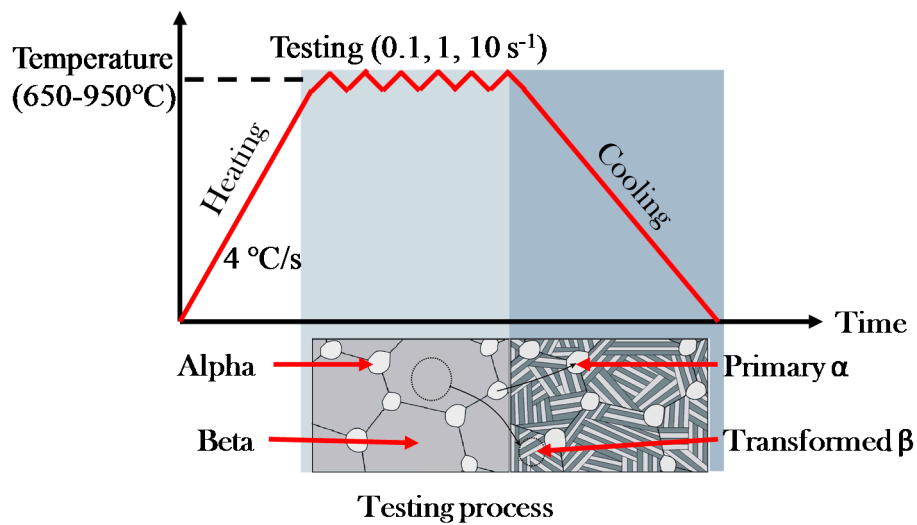 Temperature
(650-950°C)
Testing (0.1, 1, 10 s⁻¹)
Heating
4 °C/s
Cooling
Time
Alpha
Primary α
Beta
Transformed β
Testing process